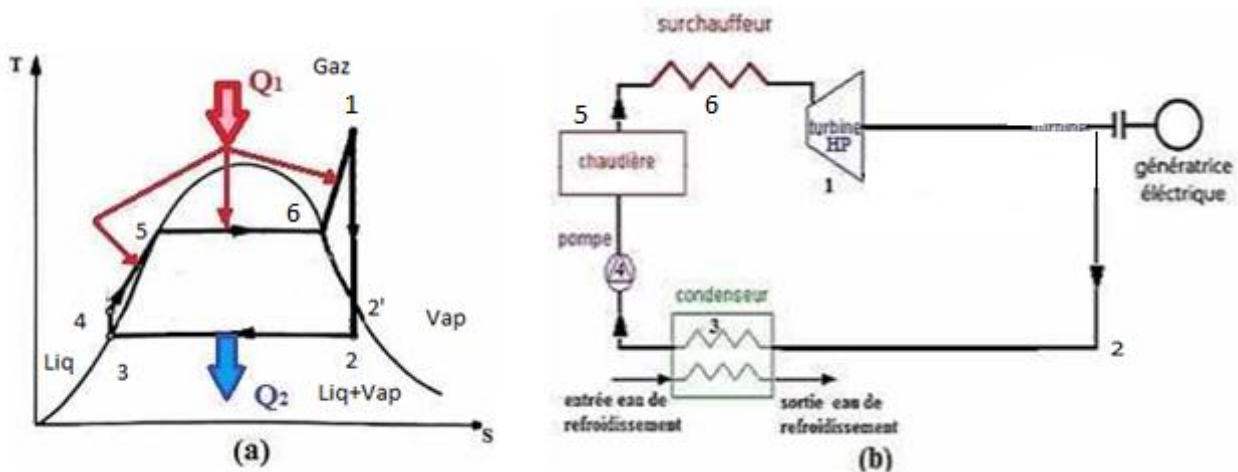 T
Q1
Gaz
1
5
6
4
2'
Vap
Liq
3
2
Q2
Liq+Vap
S
(a)
surchauffeur
5
6
chaudière
turbine
HP
1
génératrice
éléctrique
pompe
4
condenseur
3
2
entrée eau de
refroidissement
sortie eau de
refroidissement
(b)